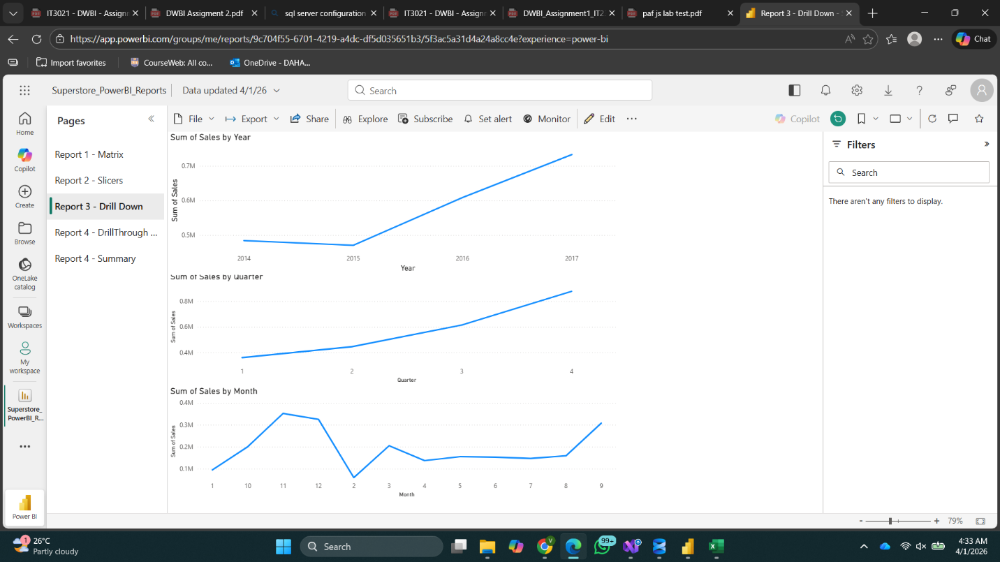 IT3021 - DWBI - Assignm
DWBI Assigment 2.pdf
sql server configuration
IT3021 - DWBI - Assignm
DWBI_Assignment1_IT2
paf js lab test.pdf
Report 3 - Drill Down -
https://app.powerbi.com/groups/me/reports/9c704f55-6701-4219-a4dc-df5d035651b3/5f3ac5a31d4a24a8cc4e?experience=power-bi
Chat
Import favorites
CourseWeb: All co...
OneDrive - DAHA...
Superstore_PowerBI_Reports
Data updated 4/1/26
Search
Home
Copilot
Create
Browse
OneLake
catalog
Workspaces
My
workspace
Superstore_
PowerBI_R...
Power BI
Pages
Report 1 - Matrix
Report 2 - Slicers
Report 3 - Drill Down
Report 4 - DrillThrough ...
Report 4 - Summary
File
Export
Share
Explore
Subscribe
Set alert
Monitor
Edit
Copilot
Sum of Sales by Year
Sum of Sales
0.7M
0.6M
0.5M
2014 2015 2016 2017
Year
Sum of Sales by Quarter
Sum of Sales
0.8M
0.6M
0.4M
1 2 3 4
Quarter
Sum of Sales by Month
Sum of Sales
0.4M
0.3M
0.2M
0.1M
1 10 11 12 2 3 4 5 6 7 8 9
Month
Filters
Search
There aren't any filters to display.
- + 79%
1
26°C
Partly cloudy
Search
V
99+
4:33 AM
4/1/2026